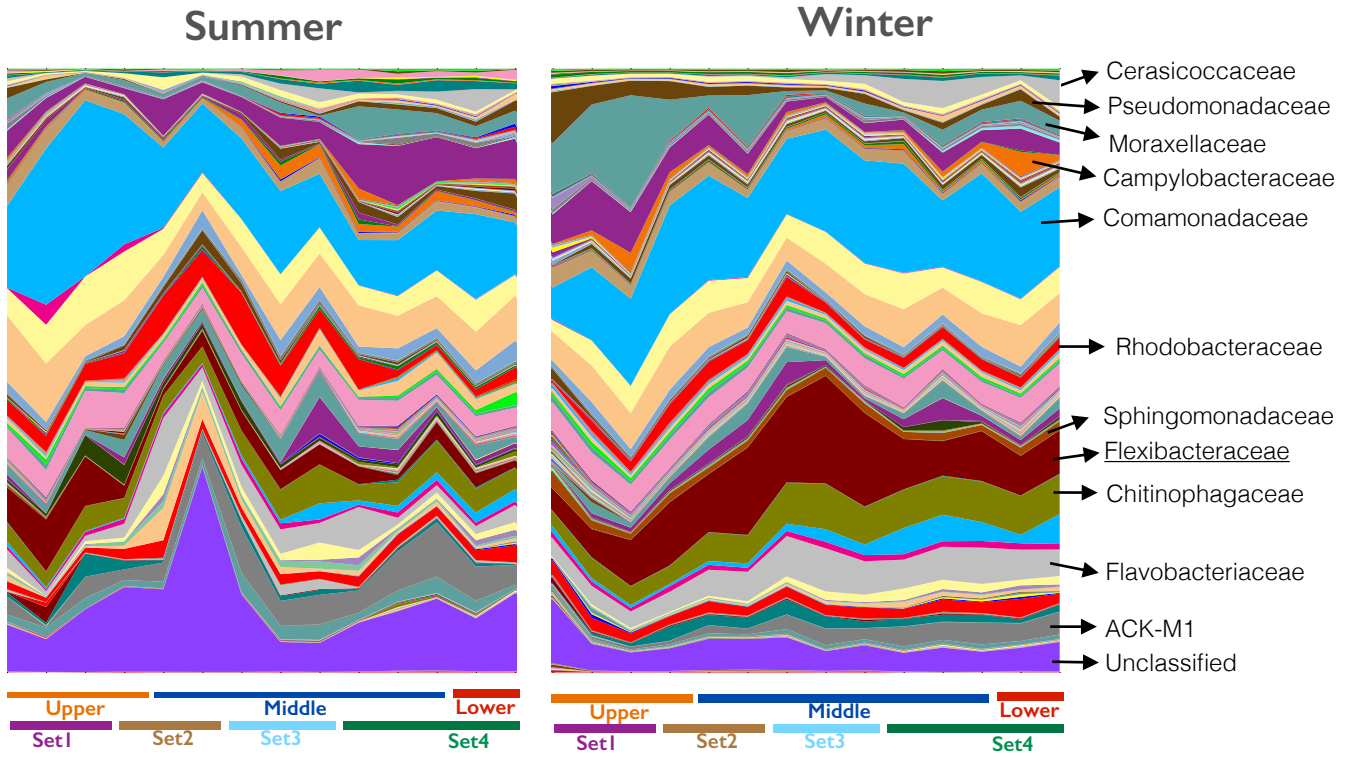 Summer
Winter
Cerasicoccaceae
Pseudomonadaceae
Moraxellaceae
Campylobacteraceae
Comamonadaceae
Rhodobacteraceae
Sphingomonadaceae
Flexibacteraceae
Chitinophagaceae
Flavobacteriaceae
ACK-M1
Unclassified
Upper Middle Lower
Set1 Set2 Set3 Set4
Upper Middle Lower
Set1 Set2 Set3 Set4